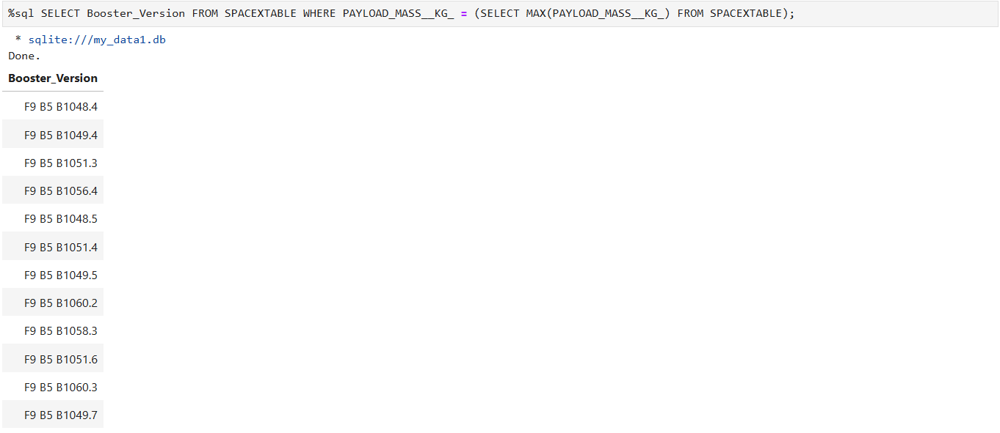 %sql SELECT Booster_Version FROM SPACEXTABLE WHERE PAYLOAD_MASS__KG_ = (SELECT MAX(PAYLOAD_MASS__KG_) FROM SPACEXTABLE);
* sqlite:///my_data1.db
Done.
Booster_Version
F9 B5 B1048.4
F9 B5 B1049.4
F9 B5 B1051.3
F9 B5 B1056.4
F9 B5 B1048.5
F9 B5 B1051.4
F9 B5 B1049.5
F9 B5 B1060.2
F9 B5 B1058.3
F9 B5 B1051.6
F9 B5 B1060.3
F9 B5 B1049.7